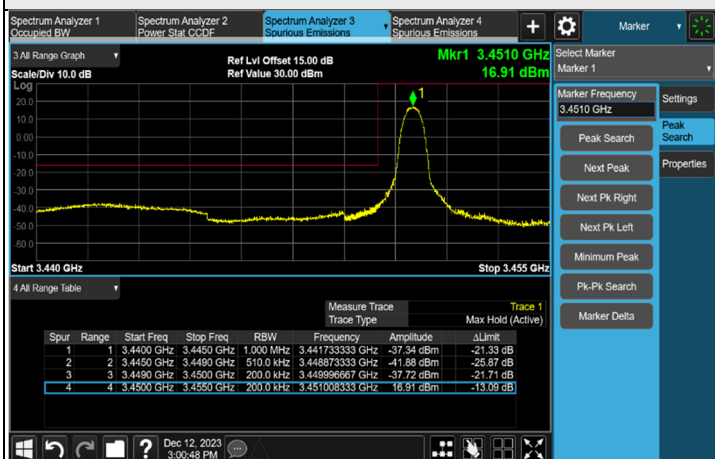 Spectrum Analyzer 1
Occupied BW
Spectrum Analyzer 2
Power Stat CCDF
Spectrum Analyzer 3
Spurious Emissions
Spectrum Analyzer 4
Spurious Emissions
+
Marker
3 All Range Graph
Scale/Div 10.0 dB
Ref Lvl Offset 15.00 dB
Ref Value 30.00 dBm
Mkr1 3.4510 GHz
16.91 dBm
Log
1
20.0
10.0
0.00
-10.0
-20.0
-30.0
-40.0
-50.0
-60.0
Start 3.440 GHz
Stop 3.455 GHz
4 All Range Table
Measure Trace Trace 1
Trace Type Max Hold (Active)
Spur Range Start Freq Stop Freq RBW Frequency Amplitude ΔLimit
1 1 3.4400 GHz 3.4450 GHz 1.000 MHz 3.441733333 GHz -37.34 dBm -21.33 dB
2 2 3.4450 GHz 3.4490 GHz 510.0 kHz 3.448873333 GHz -41.88 dBm -25.87 dB
3 3 3.4490 GHz 3.4500 GHz 200.0 kHz 3.449996667 GHz -37.72 dBm -21.71 dB
4 4 3.4500 GHz 3.4550 GHz 200.0 kHz 3.451008333 GHz 16.91 dBm -13.09 dB
Select Marker
Marker 1
Marker Frequency
3.4510 GHz
Peak Search
Next Peak
Next Pk Right
Next Pk Left
Minimum Peak
Pk-Pk Search
Marker Delta
Settings
Peak
Search
Properties
?
Dec 12, 2023
3:00:48 PM